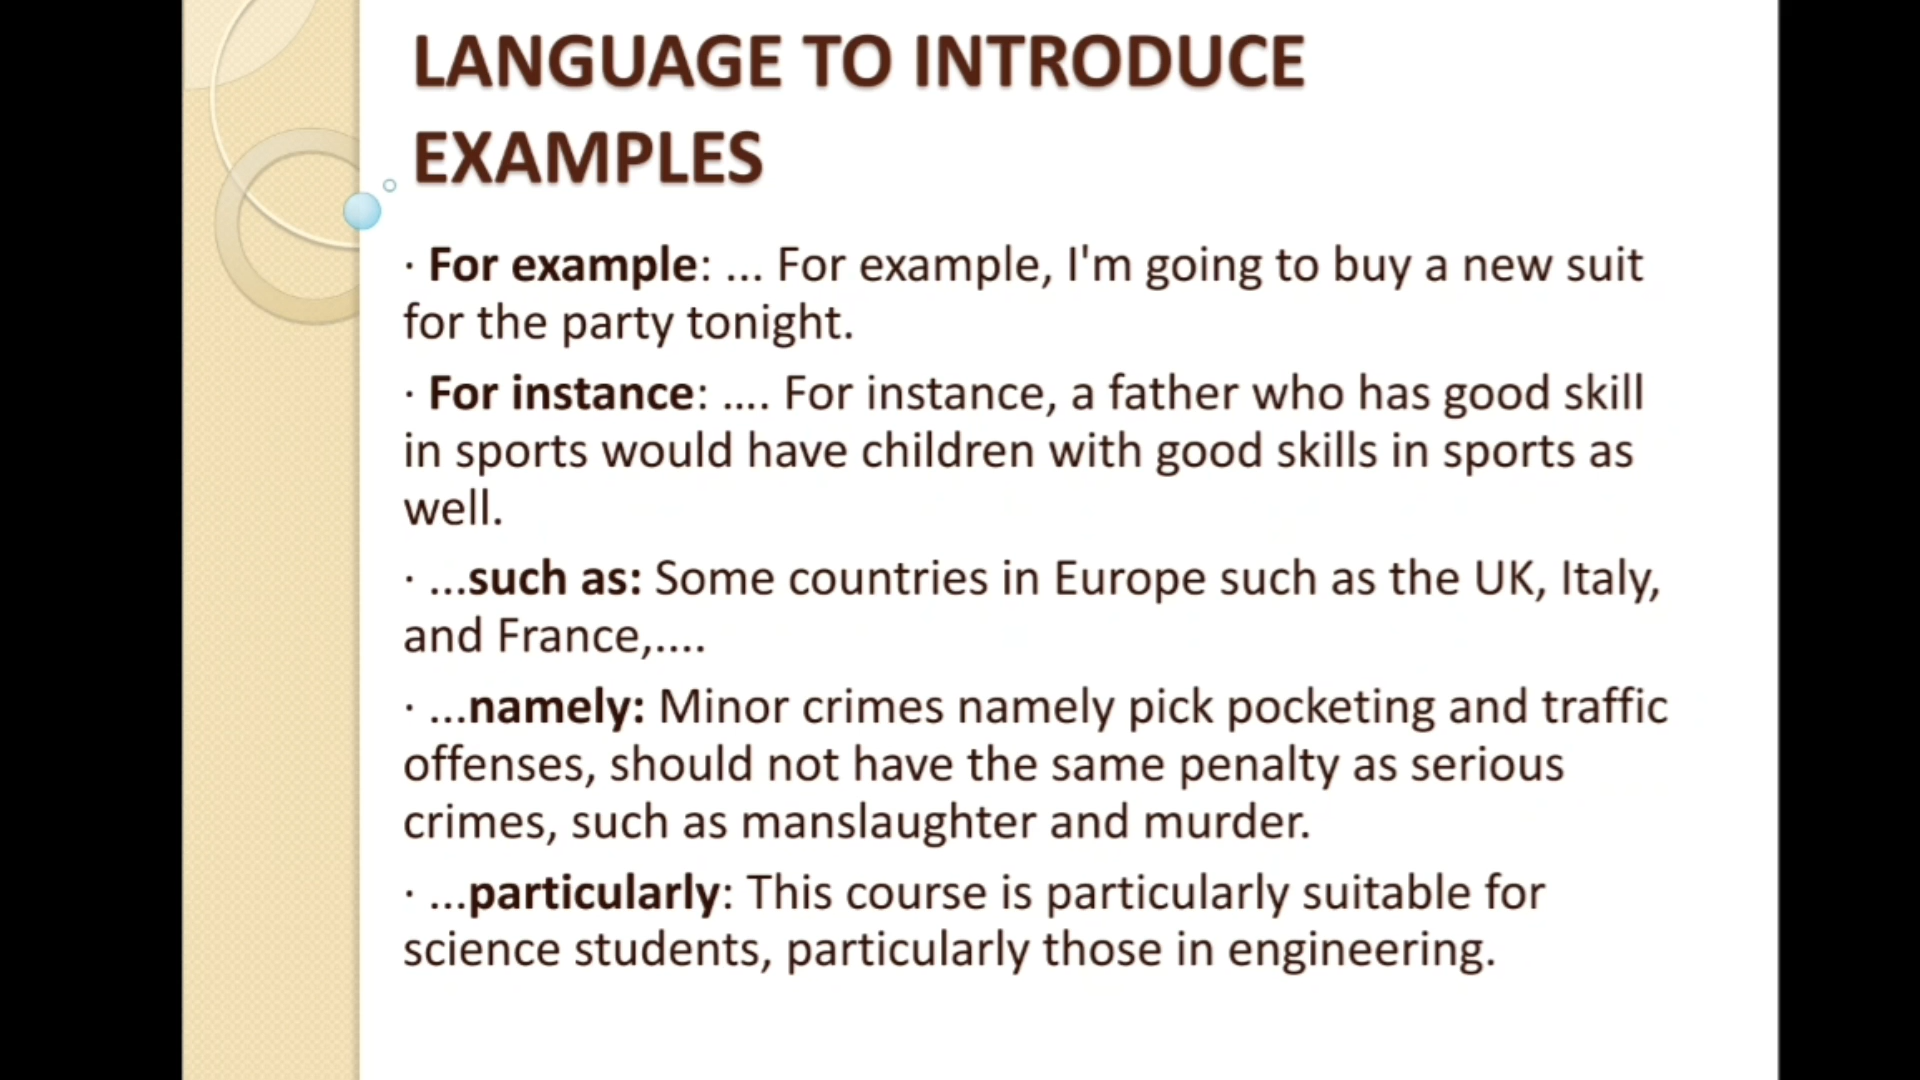 LANGUAGE TO INTRODUCE
EXAMPLES
· For example: ... For example, I'm going to buy a new suit
for the party tonight.
· For instance: .... For instance, a father who has good skill
in sports would have children with good skills in sports as
well.
· ...such as: Some countries in Europe such as the UK, Italy,
and France,....
· ...namely: Minor crimes namely pick pocketing and traffic
offenses, should not have the same penalty as serious
crimes, such as manslaughter and murder.
· ...particularly: This course is particularly suitable for
science students, particularly those in engineering.